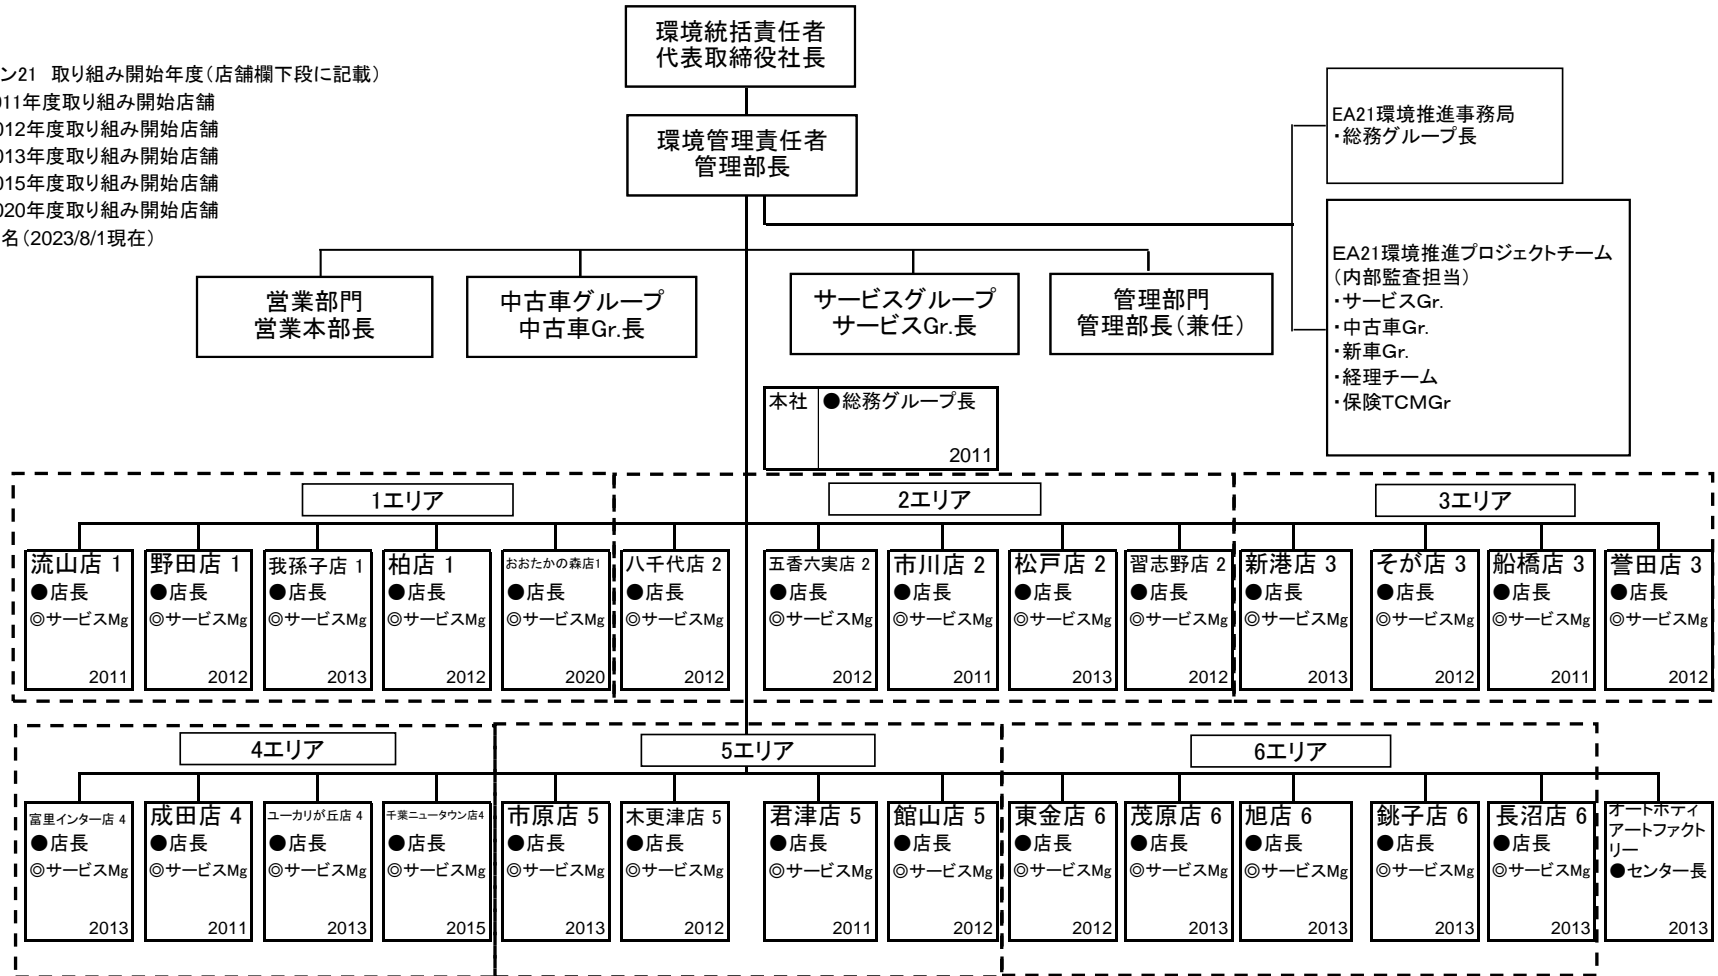 環境統括責任者
代表取締役社長
ン21 取り組み開始年度(店舗欄下段に記載)
011年度取り組み開始店舗
012年度取り組み開始店舗
013年度取り組み開始店舗
015年度取り組み開始店舗
020年度取り組み開始店舗
名(2023/8/1現在)
環境管理責任者
管理部長
EA21環境推進事務局
・総務グループ長
EA21環境推進プロジェクトチーム
(内部監査担当)
・サービスGr.
・中古車Gr.
・新車Gr.
・経理チーム
・保険TCMGr
営業部門
営業本部長
中古車グループ
中古車Gr.長
サービスグループ
サービスGr.長
管理部門
管理部長(兼任)
本社 ●総務グループ長
2011
1エリア
2エリア
3エリア
流山店 1
●店長
◎サービスMg
2011
野田店 1
●店長
◎サービスMg
2012
我孫子店 1
●店長
◎サービスMg
2013
柏店 1
●店長
◎サービスMg
2012
おおたかの森店1
●店長
◎サービスMg
2020
八千代店 2
●店長
◎サービスMg
2012
五香六実店 2
●店長
◎サービスMg
2012
市川店 2
●店長
◎サービスMg
2011
松戸店 2
●店長
◎サービスMg
2013
習志野店 2
●店長
◎サービスMg
2012
新港店 3
●店長
◎サービスMg
2013
そが店 3
●店長
◎サービスMg
2012
船橋店 3
●店長
◎サービスMg
2011
誉田店 3
●店長
◎サービスMg
2012
4エリア
5エリア
6エリア
富里インター店 4
●店長
◎サービスMg
2013
成田店 4
●店長
◎サービスMg
2011
ユーカリが丘店 4
●店長
◎サービスMg
2013
千葉ニュータウン店4
●店長
◎サービスMg
2015
市原店 5
●店長
◎サービスMg
2013
木更津店 5
●店長
◎サービスMg
2012
君津店 5
●店長
◎サービスMg
2011
館山店 5
●店長
◎サービスMg
2012
東金店 6
●店長
◎サービスMg
2012
茂原店 6
●店長
◎サービスMg
2013
旭店 6
●店長
◎サービスMg
2013
銚子店 6
●店長
◎サービスMg
2013
長沼店 6
●店長
◎サービスMg
2013
オートボディ
アートファクト
リー
●センター長
2013